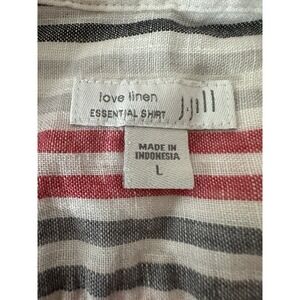 love linen
ESSENTIAL SHIRT
J.Jill
MADE IN
INDONESIA
L